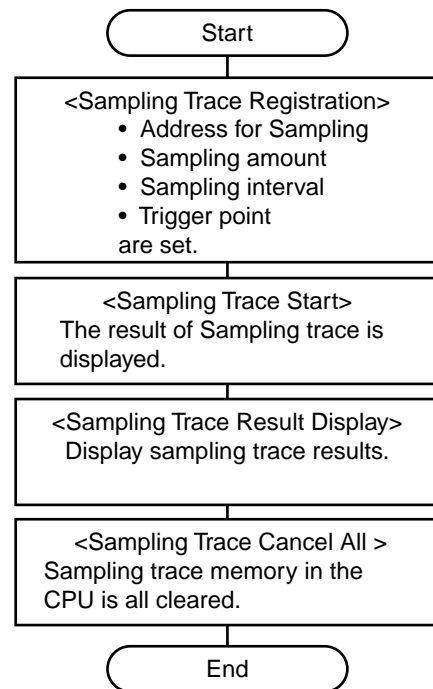 Start
<Sampling Trace Registration>
• Address for Sampling
• Sampling amount
• Sampling interval
• Trigger point
are set.
<Sampling Trace Start>
The result of Sampling trace is
displayed.
<Sampling Trace Result Display>
Display sampling trace results.
<Sampling Trace Cancel All >
Sampling trace memory in the
CPU is all cleared.
End